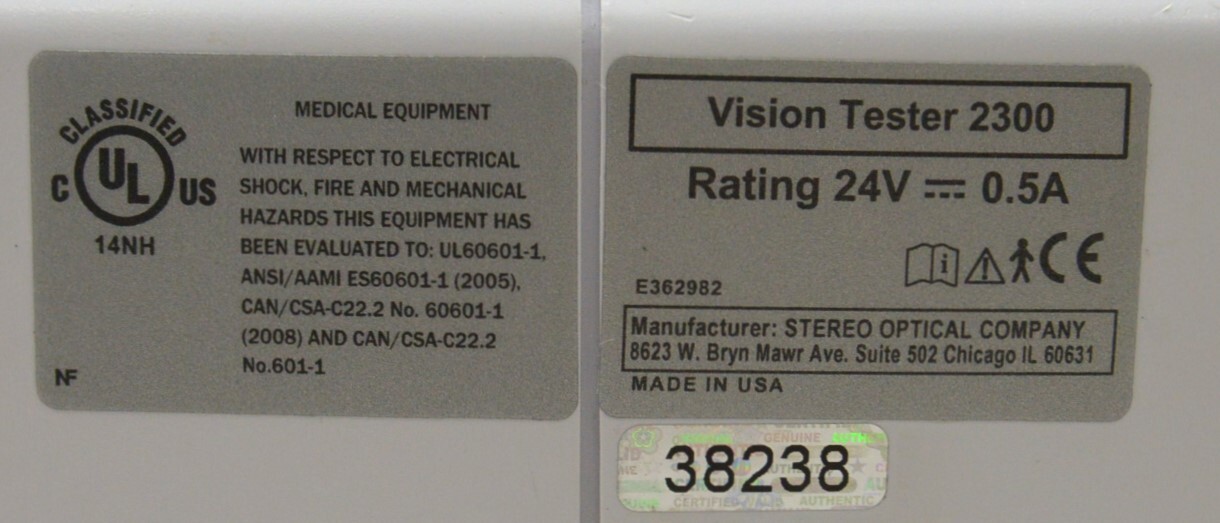 CLASSIFIED
C UL US
14NH
MEDICAL EQUIPMENT
WITH RESPECT TO ELECTRICAL
SHOCK, FIRE AND MECHANICAL
HAZARDS THIS EQUIPMENT HAS
BEEN EVALUATED TO: UL60601-1,
ANSI/AAMI ES60601-1 (2005),
CAN/CSA-C22.2 No. 60601-1
(2008) AND CAN/CSA-C22.2
No.601-1
NF
Vision Tester 2300
Rating 24V ⎓ 0.5A
E362982
CE
Manufacturer: STEREO OPTICAL COMPANY
8623 W. Bryn Mawr Ave. Suite 502 Chicago IL 60631
MADE IN USA
GENUINE
38238
CERTIFIED AUTHENTIC